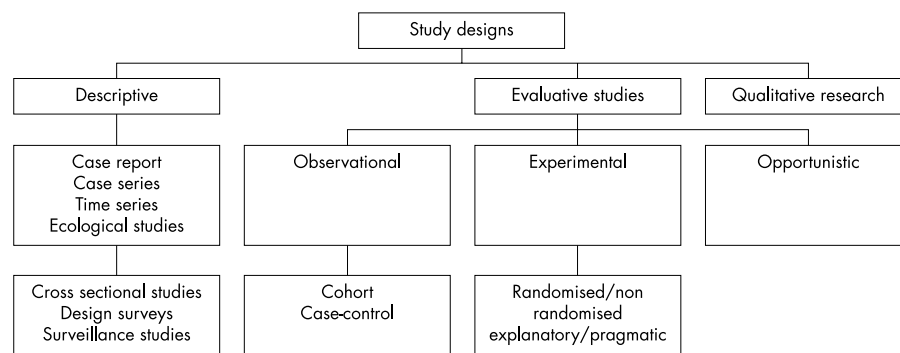 Study designs
Descriptive
Evaluative studies
Qualitative research
Case report
Case series
Time series
Ecological studies
Observational
Experimental
Opportunistic
Cross sectional studies
Design surveys
Surveillance studies
Cohort
Case-control
Randomised/non
randomised
explanatory/pragmatic